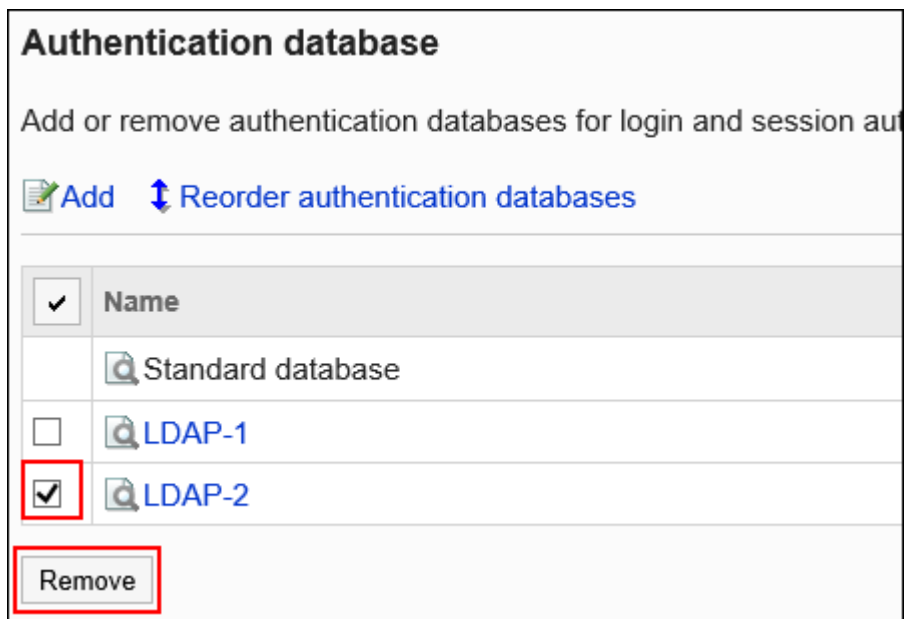 Authentication database
Add or remove authentication databases for login and session aut
Add Reorder authentication databases
Name
Standard database
LDAP-1
LDAP-2
Remove